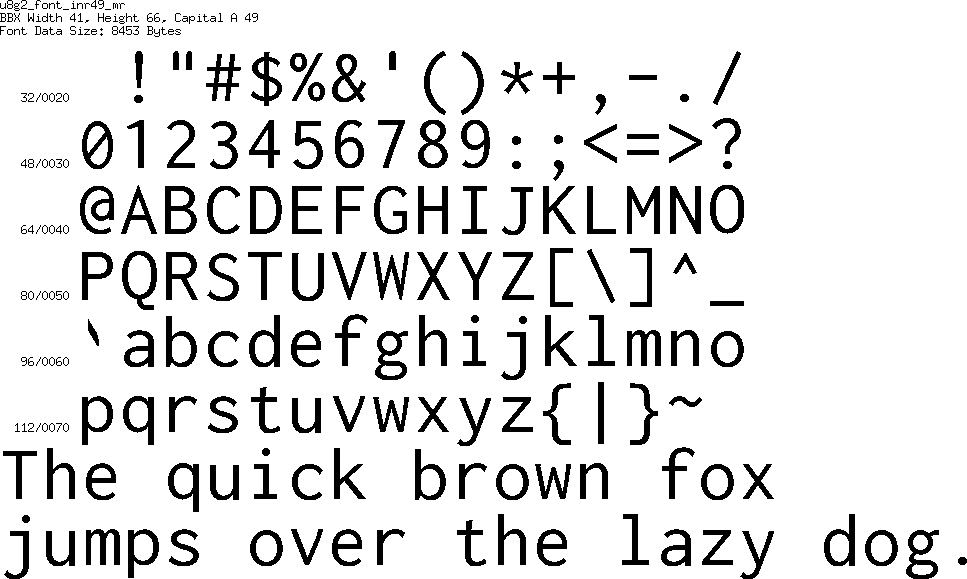 u8g2_font_inr49_mr
BBX Width 41, Height 66, Capital A 49
Font Data Size: 8453 Bytes
32/0020 !"#$%&'()*+,-./
48/0030 0123456789:;<=>?
64/0040 @ABCDEFGHIJKLMNO
80/0050 PQRSTUVWXYZ[\]^_
96/0060 `abcdefghijklmno
112/0070 pqrstuvwxyz{|}~
The quick brown fox
jumps over the lazy dog.